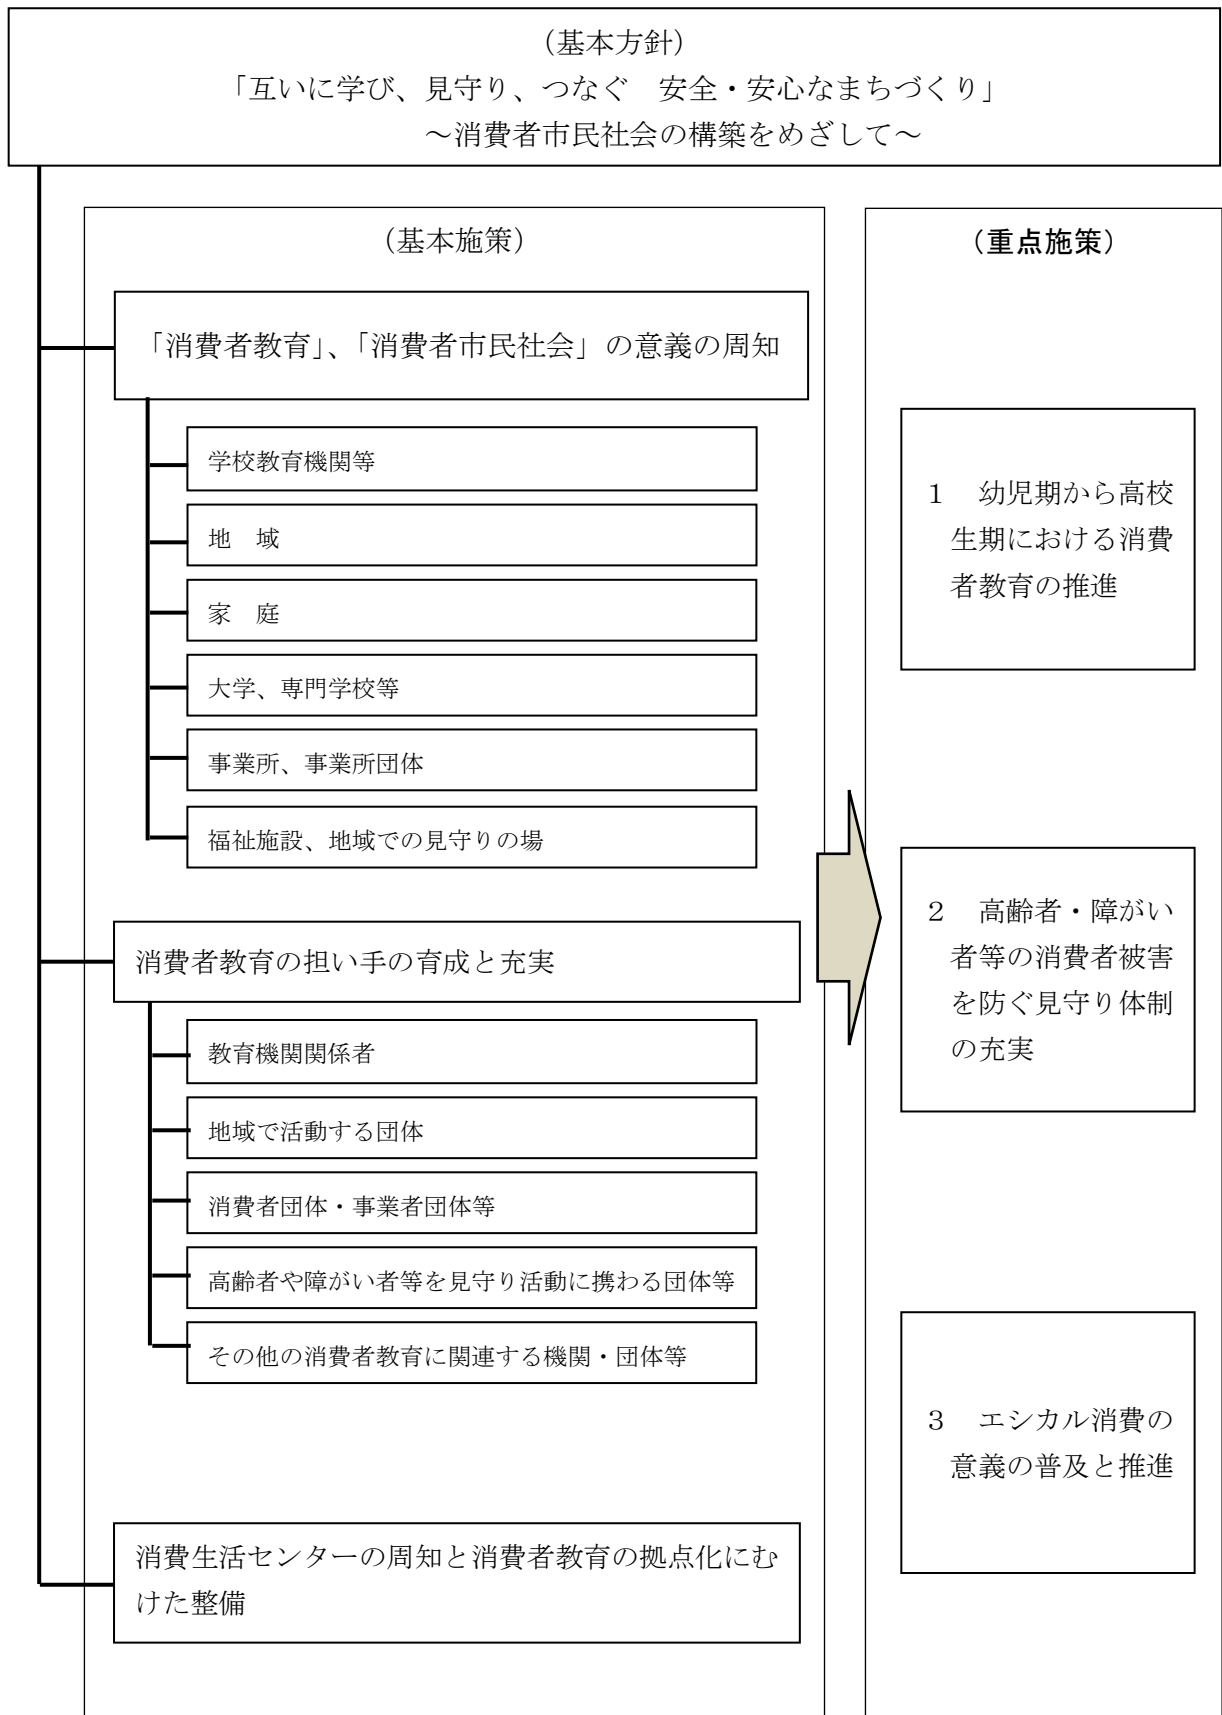 （基本方針）
「互いに学び、見守り、つなぐ　安全・安心なまちづくり」
～消費者市民社会の構築をめざして～
（基本施策）
「消費者教育」、「消費者市民社会」の意義の周知
学校教育機関等
地　域
家　庭
大学、専門学校等
事業所、事業所団体
福祉施設、地域での見守りの場
消費者教育の担い手の育成と充実
教育機関関係者
地域で活動する団体
消費者団体・事業者団体等
高齢者や障がい者等を見守り活動に携わる団体等
その他の消費者教育に関連する機関・団体等
消費生活センターの周知と消費者教育の拠点化にむ
けた整備
（重点施策）
１　幼児期から高校
生期における消費
者教育の推進
２　高齢者・障がい
者等の消費者被害
を防ぐ見守り体制
の充実
３　エシカル消費の
意義の普及と推進